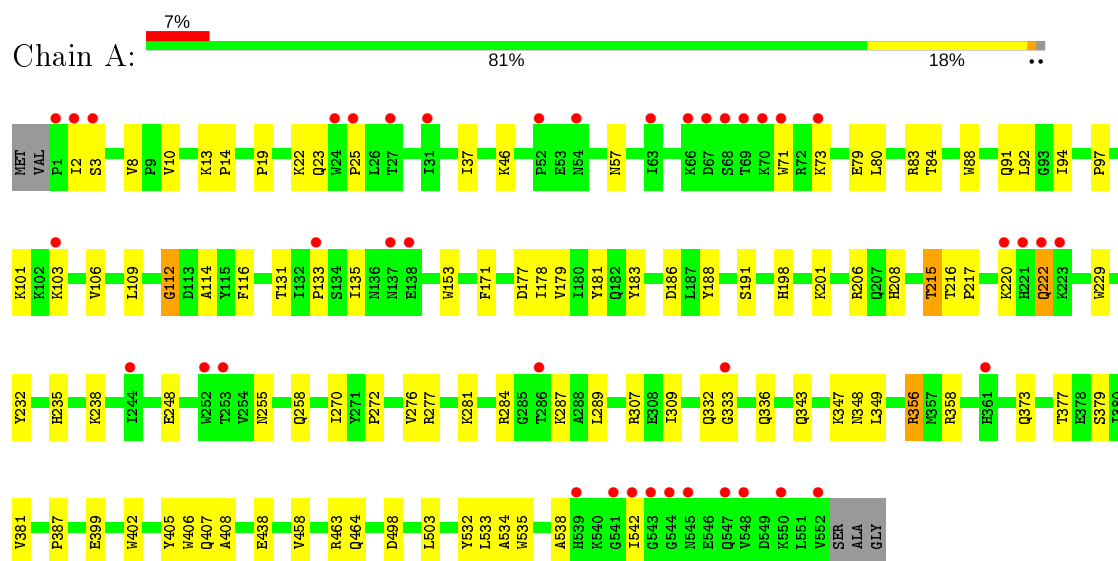 7%
Chain A:
81% 18% ••
MET VAL P1 I2 S3 V8 P9 V10 K13 P14 P19 K22 Q23 W24 P25 L26 T27 I31 I37 K46 P52 E53 N54 N57 I63 K66 D67 S68 T69 K70 W71 R72 K73 E79 L80 R83 T84 W88 Q91 L92 G93 I94 P97
K101 K102 K103 V106 L109 G112 D113 A114 Y115 F116 T131 I132 P133 S134 I135 N136 N137 E138 W153 F171 D177 I178 V179 I180 Y181 Q182 Y183 D186 L187 Y188 S191 H198 K201 R206 Q207 H208 T215 T216 P217 K220 H221 Q222 K223 W229
Y232 H235 K238 I244 E248 W252 T253 V254 N255 Q258 I270 Y271 P272 V276 R277 K281 R284 G285 T286 K287 A288 L289 R307 E308 I309 Q332 G333 Q336 Q343 K347 N348 L349 R356 M357 R358 H361 Q373 T377 E378 S379 I380
V381 P387 E399 W402 Y405 W406 Q407 A408 E438 V458 R463 Q464 D498 L503 Y532 L533 A534 W535 A538 H539 K540 G541 I542 G543 G544 N545 E546 Q547 V548 D549 K550 L551 V552 SER ALA GLY